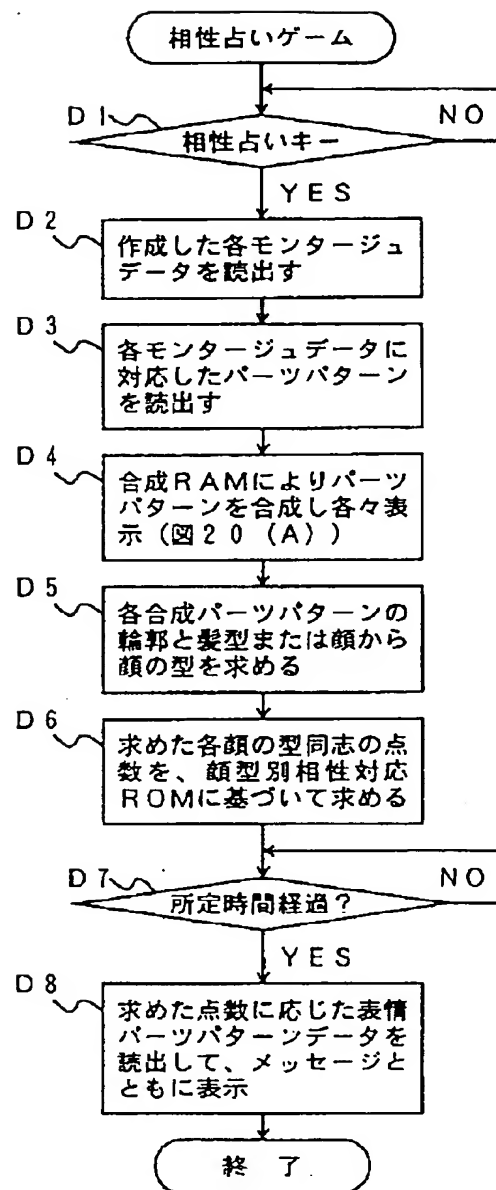 相性占いゲーム
D1
NO
相性占いキー
YES
D2
作成した各モンタージュ
データを読出す
D3
各モンタージュデータに
対応したパーツパターン
を読出す
D4
合成RAMによりパーツ
パターンを合成し各々表
示(図20(A))
D5
各合成パーツパターンの
輪郭と髪型または顔から
顔の型を求める
D6
求めた各顔の型同志の点
数を、顔型別相性対応
ROMに基づいて求める
D7
NO
所定時間経過?
YES
D8
求めた点数に応じた表情
パーツパターンデータを
読出して、メッセージと
ともに表示
終了